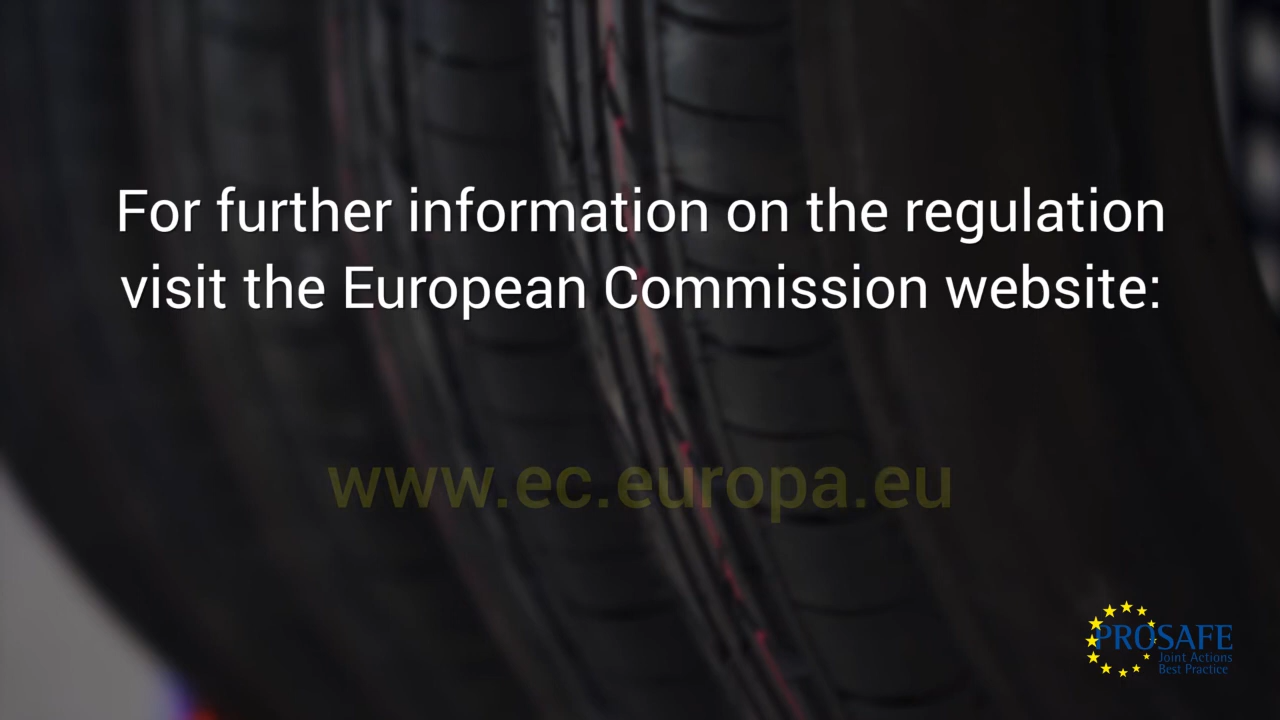 For further information on the regulation
visit the European Commission website:
www.ec.europa.eu
PROSAFE
Joint Actions
Best Practice